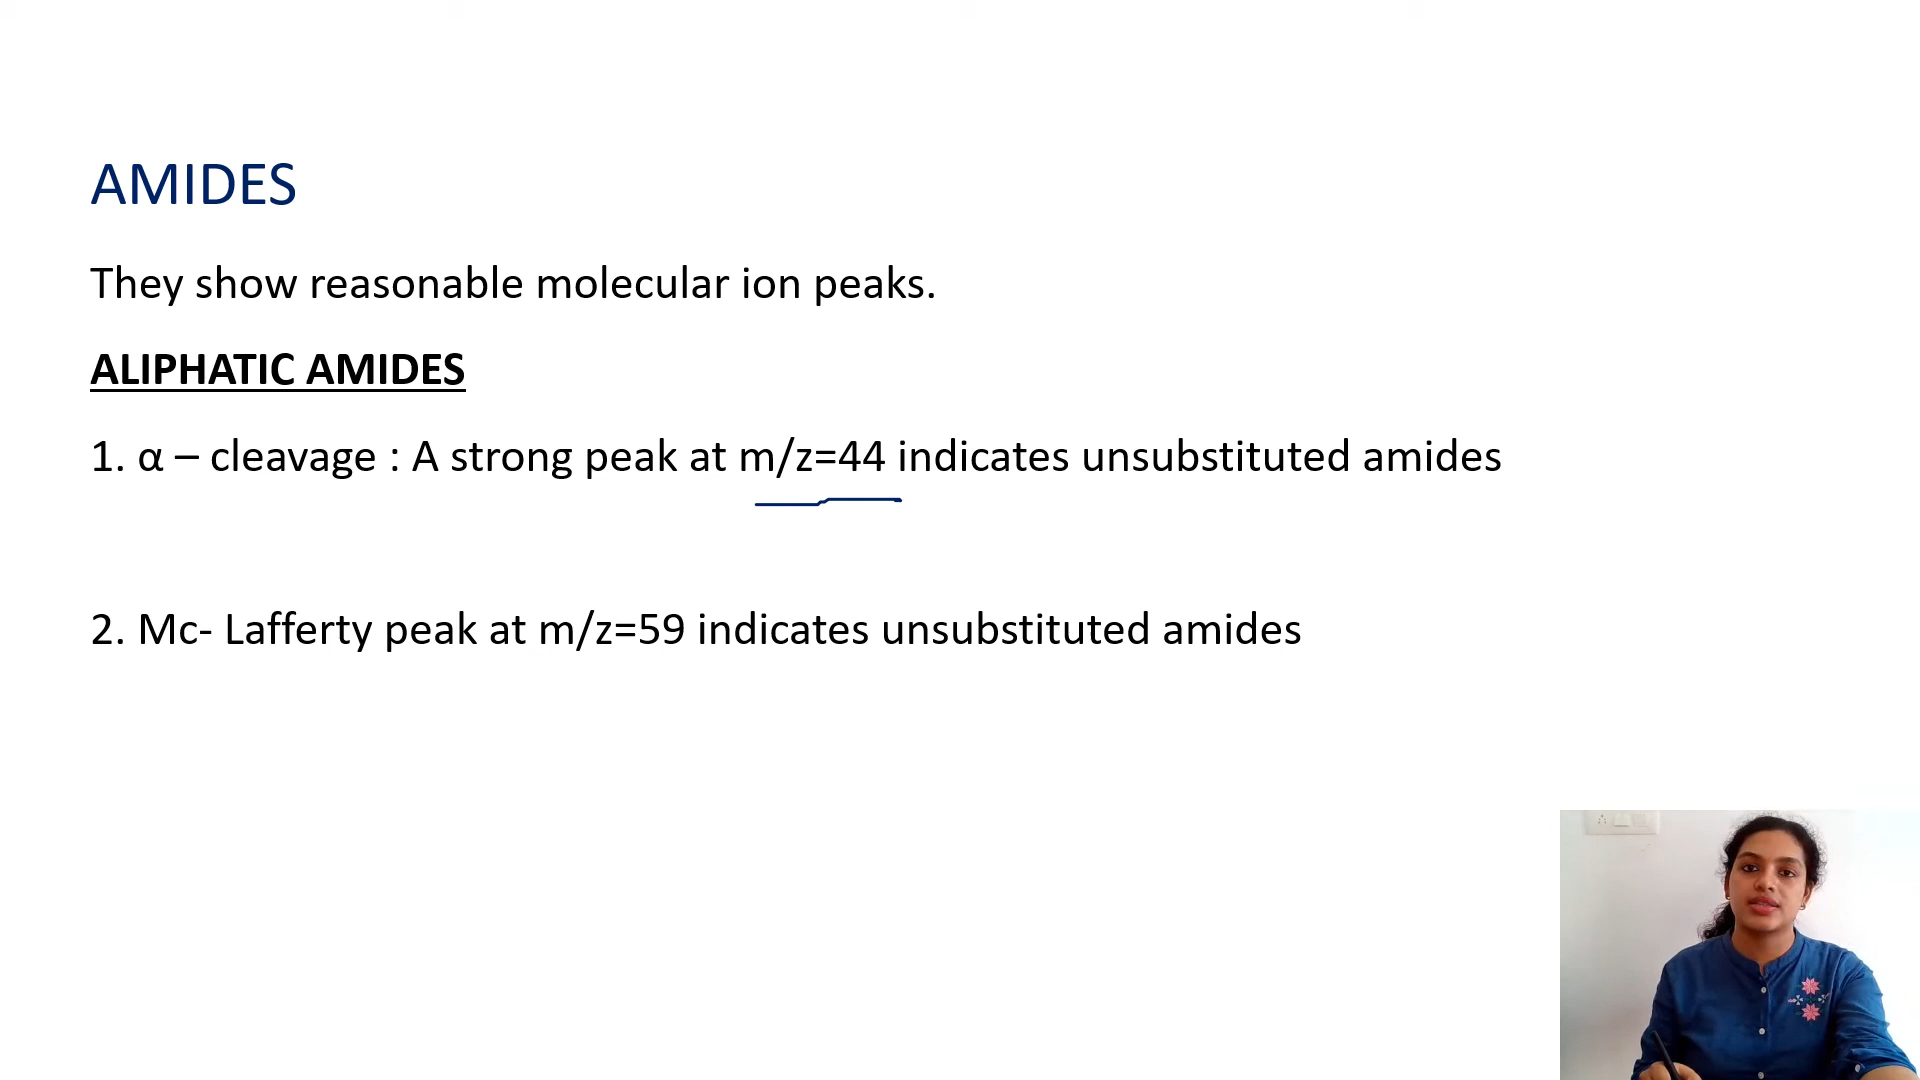 AMIDES
They show reasonable molecular ion peaks.
ALIPHATIC AMIDES
1. α – cleavage : A strong peak at m/z=44 indicates unsubstituted amides
2. Mc- Lafferty peak at m/z=59 indicates unsubstituted amides